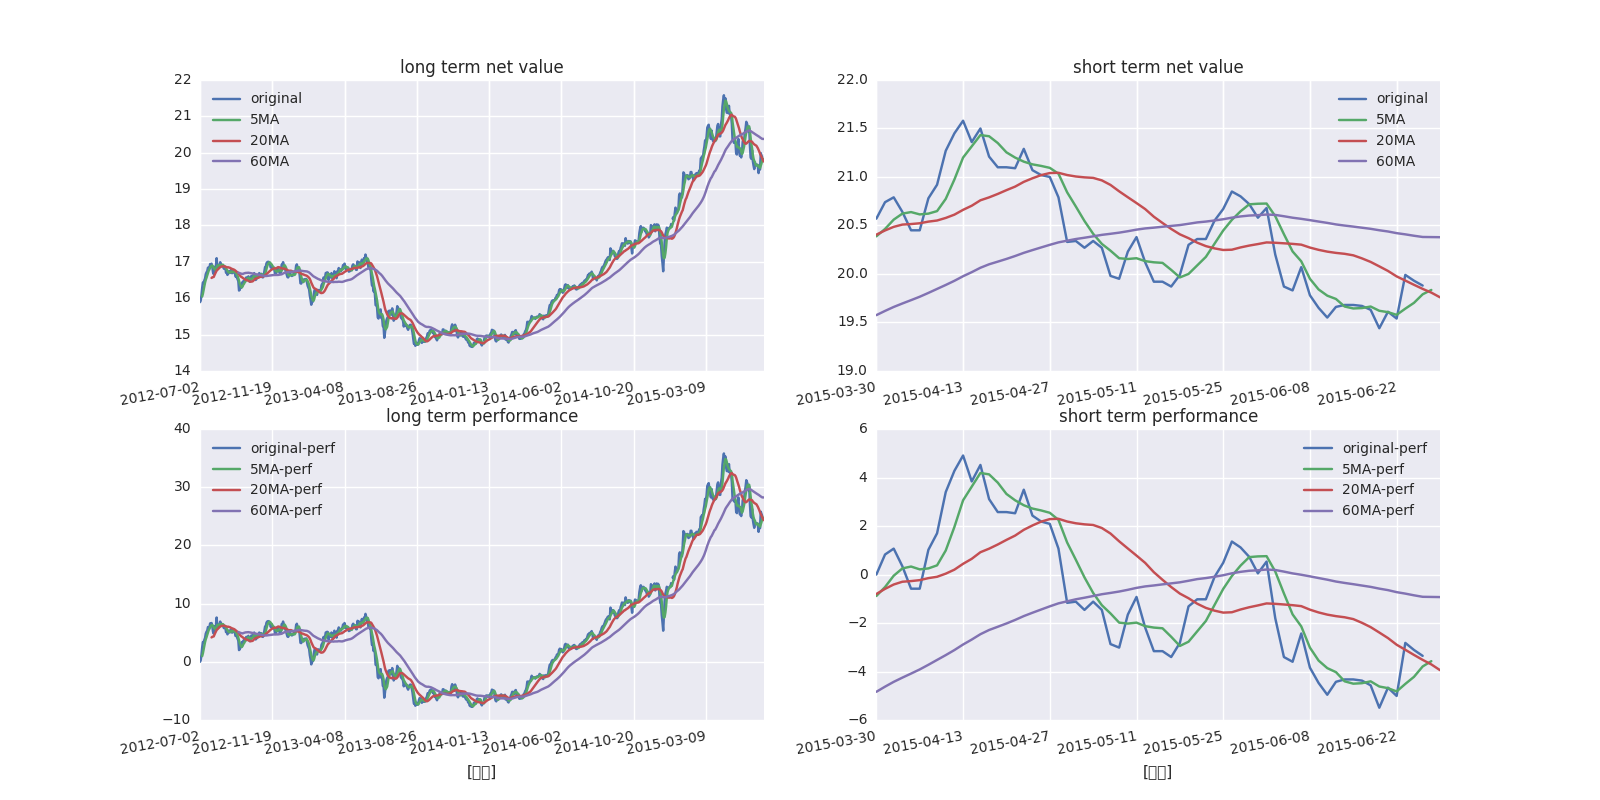 long term net value
22
21
20
19
18
17
16
15
14
original
5MA
20MA
60MA
2012-07-02 2012-11-19 2013-04-08 2013-08-26 2014-01-13 2014-06-02 2014-10-20 2015-03-09
short term net value
22.0
21.5
21.0
20.5
20.0
19.5
19.0
original
5MA
20MA
60MA
2015-03-30 2015-04-13 2015-04-27 2015-05-11 2015-05-25 2015-06-08 2015-06-22
long term performance
40
30
20
10
0
−10
original-perf
5MA-perf
20MA-perf
60MA-perf
2012-07-02 2012-11-19 2013-04-08 2013-08-26 2014-01-13 2014-06-02 2014-10-20 2015-03-09
short term performance
6
4
2
0
−2
−4
−6
original-perf
5MA-perf
20MA-perf
60MA-perf
2015-03-30 2015-04-13 2015-04-27 2015-05-11 2015-05-25 2015-06-08 2015-06-22